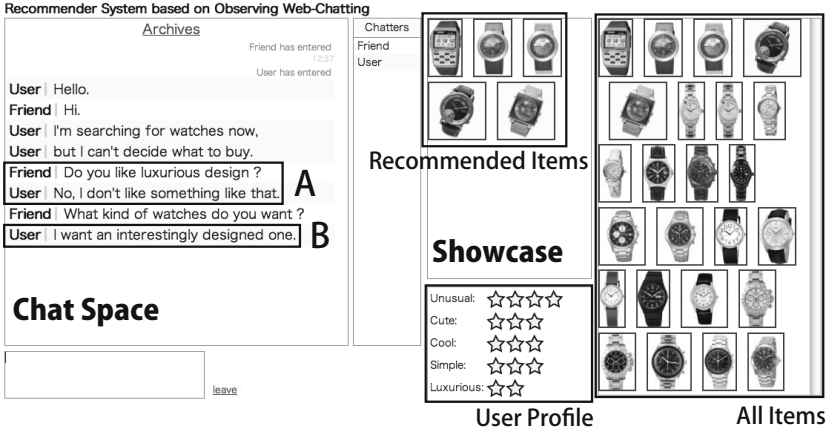 Recommender System based on Observing Web-Chatting
Archives
Friend has entered
12:37
User has entered
User Hello.
Friend Hi.
User I'm searching for watches now,
User but I can't decide what to buy.
Friend Do you like luxurious design ?
User No, I don't like something like that.
A
Friend What kind of watches do you want ?
User I want an interestingly designed one.
B
Chat Space
leave
Chatters
Friend
User
Recommended Items
Showcase
Unusual: ☆☆☆☆
Cute: ☆☆☆
Cool: ☆☆☆
Simple: ☆☆☆
Luxurious: ☆☆
User Profile
All Items